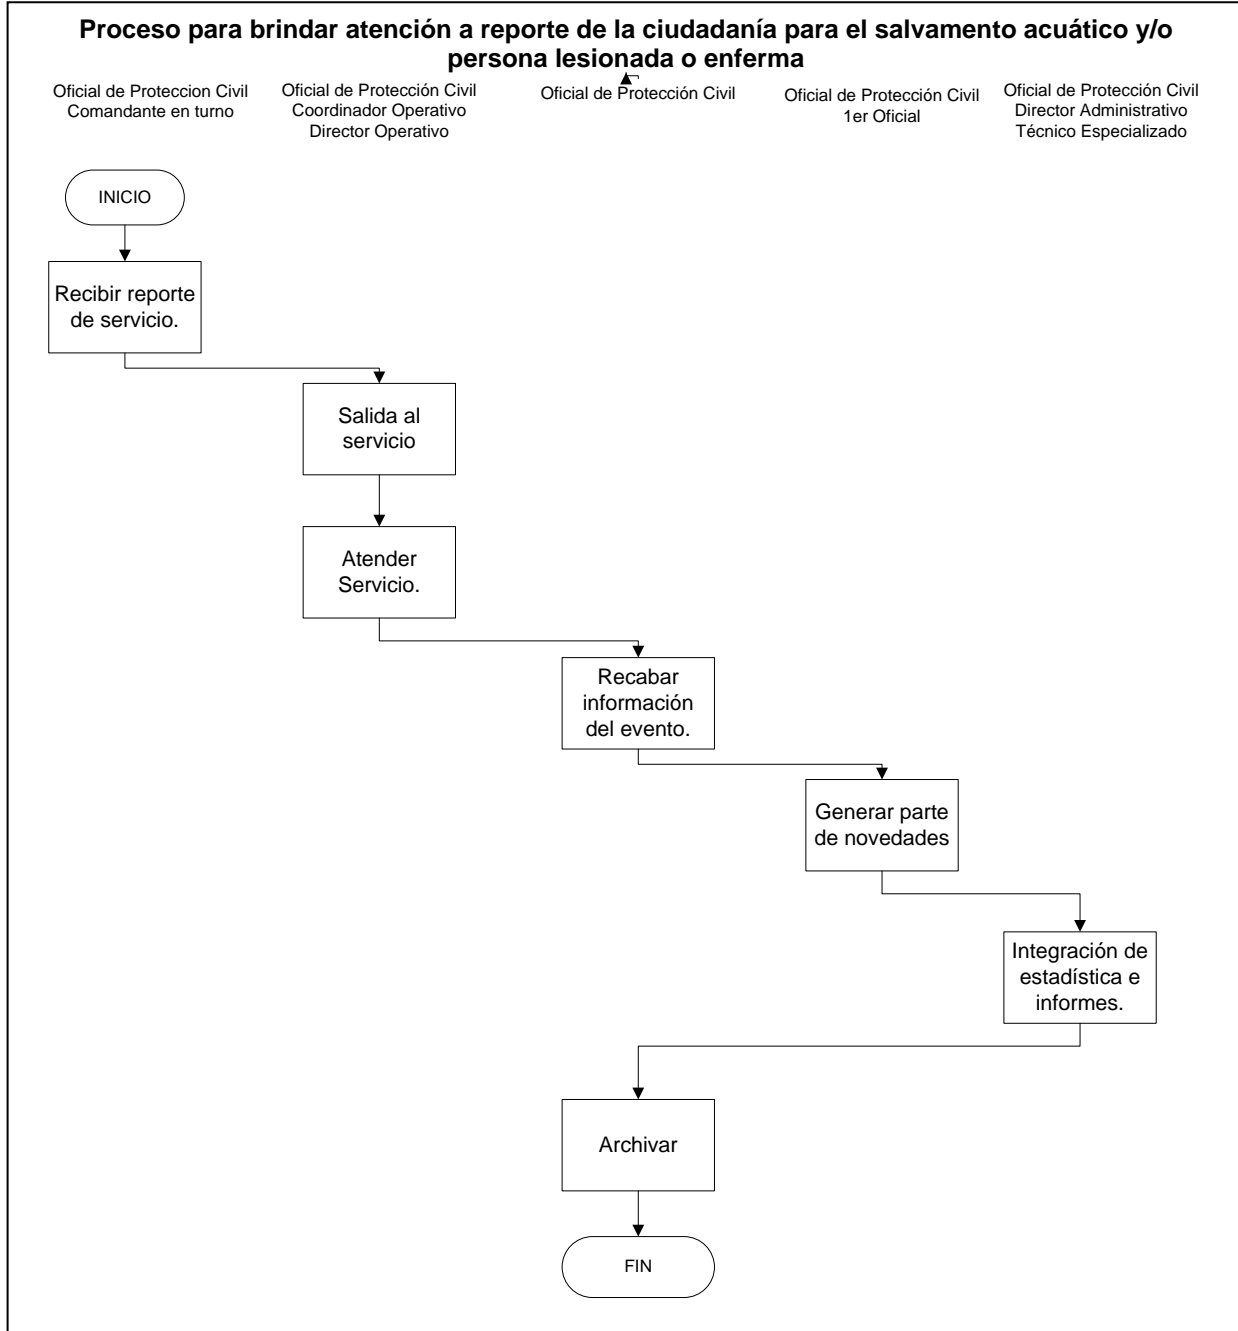 Proceso para brindar atención a reporte de la ciudadanía para el salvamento acuático y/o
persona lesionada o enferma
Oficial de Proteccion Civil
Comandante en turno
Oficial de Protección Civil
Coordinador Operativo
Director Operativo
Oficial de Protección Civil
Oficial de Protección Civil
1er Oficial
Oficial de Protección Civil
Director Administrativo
Técnico Especializado
INICIO
Recibir reporte
de servicio.
Salida al
servicio
Atender
Servicio.
Recabar
información
del evento.
Generar parte
de novedades
Integración de
estadística e
informes.
Archivar
FIN